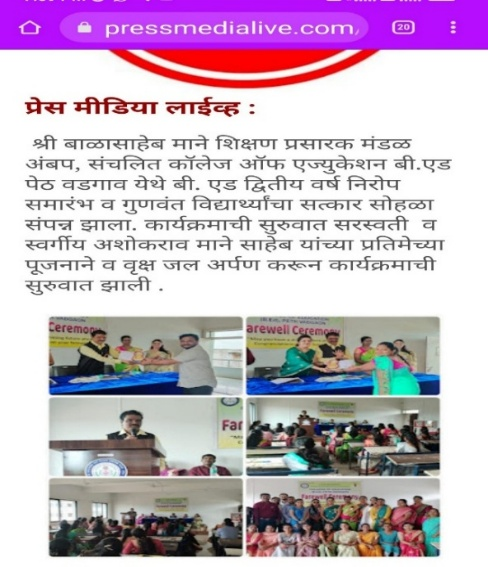 pressmedialive.com/
20
प्रेस मीडिया लाईव्ह :
श्री बाळासाहेब माने शिक्षण प्रसारक मंडळ
अंबप, संचलित कॉलेज ऑफ एज्युकेशन बी.एड
पेठ वडगाव येथे बी. एड द्वितीय वर्ष निरोप
समारंभ व गुणवंत विद्यार्थ्यांचा सत्कार सोहळा
संपन्न झाला. कार्यक्रमाची सुरुवात सरस्वती व
स्वर्गीय अशोकराव माने साहेब यांच्या प्रतिमेच्या
पूजनाने व वृक्ष जल अर्पण करून कार्यक्रमाची
सुरुवात झाली .
Ceremony
arewell Ceremony
Far